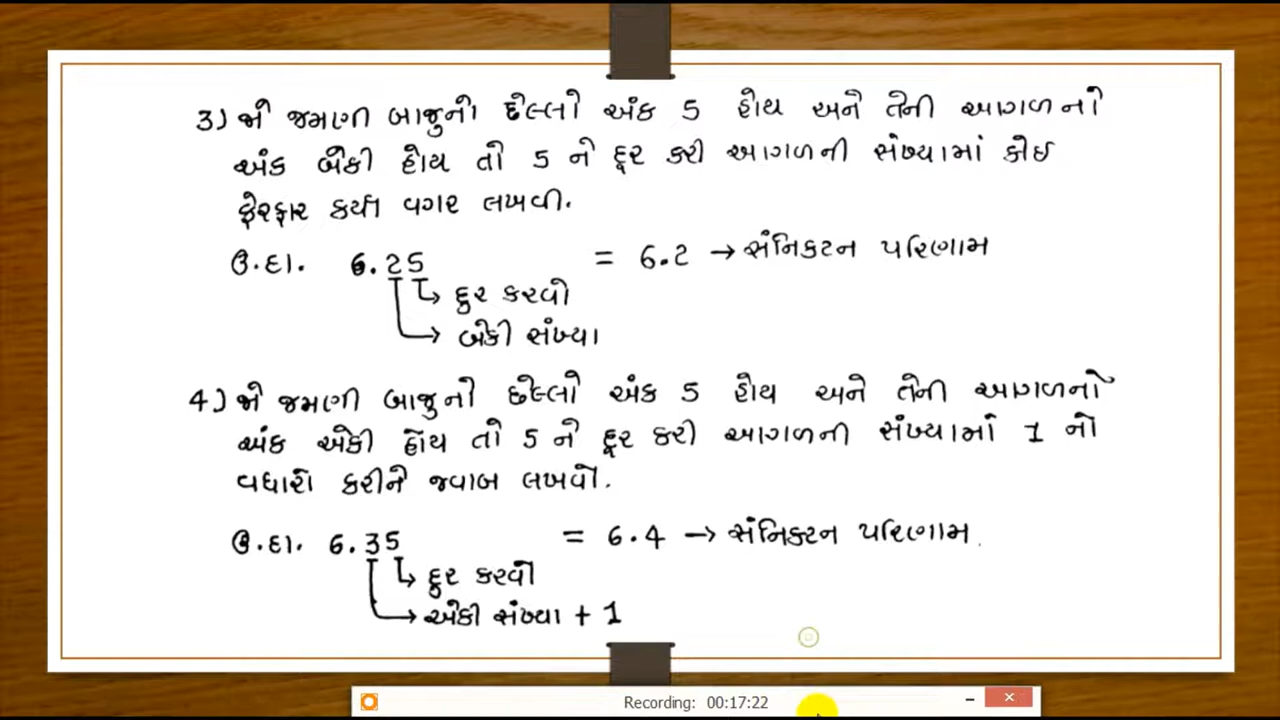 3) જો જમણી બાજુનો છેલ્લો અંક 5 હોય અને તેની આગળનો
અંક બેકી હોય તો 5 ને દૂર કરી આગળની સંખ્યામાં કોઈ
ફેરફાર કર્યા વગર લખવી.
ઉ.દા. 6.25 = 6.2 → સંનિકટન પરિણામ
→ દુર કરવો
→ બેકી સંખ્યા
4) જો જમણી બાજુનો છેલ્લો અંક 5 હોય અને તેની આગળનો
અંક એકી હોય તો 5 ને દૂર કરી આગળની સંખ્યામાં 1 નો
વધારો કરીને જવાબ લખવો.
ઉ.દા. 6.35 = 6.4 → સંનિકટન પરિણામ
→ દુર કરવો
→ એકી સંખ્યા + 1
Recording: 00:17:22